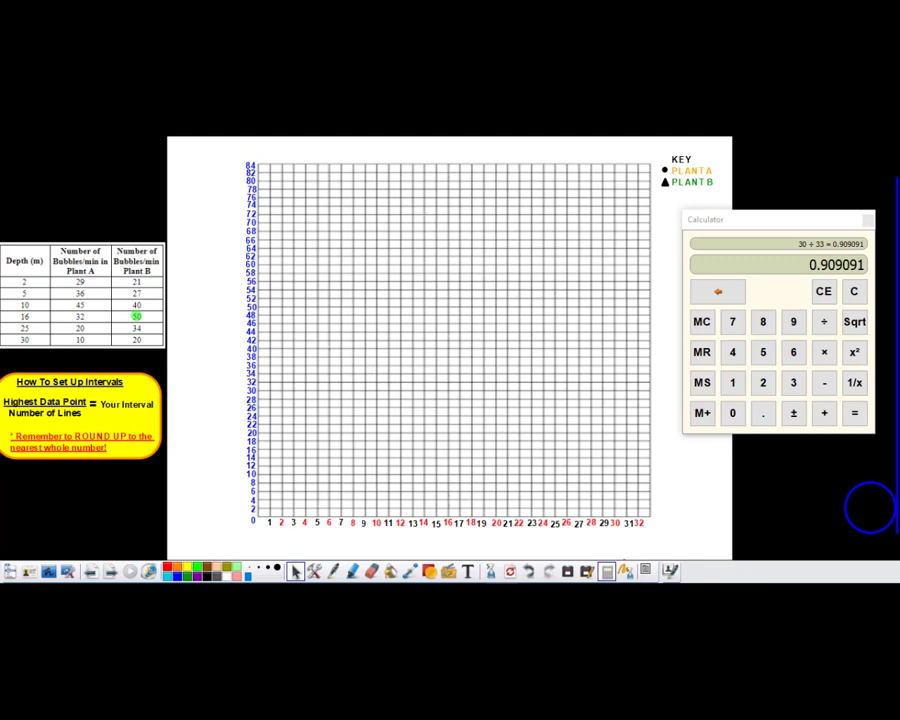 KEY
PLANT A
PLANT B
Depth (m) Number of Bubbles/min in Plant A Number of Bubbles/min Plant B
2 29 21
5 36 27
10 45 40
16 32 50
25 20 34
30 10 20
How To Set Up Intervals
Highest Data Point = Your Interval
Number of Lines
* Remember to ROUND UP to the
nearest whole number!
84
82
80
78
76
74
72
70
68
66
64
62
60
58
56
54
52
50
48
46
44
42
40
38
36
34
32
30
28
26
24
22
20
18
16
14
12
10
8
6
4
2
0
1 2 3 4 5 6 7 8 9 10 11 12 13 14 15 16 17 18 19 20 21 22 23 24 25 26 27 28 29 30 31 32
Calculator
30 ÷ 33 = 0.909091
0.909091
CE C
MC 7 8 9 ÷ Sqrt
MR 4 5 6 × x²
MS 1 2 3 - 1/x
M+ 0 . ± + =
T